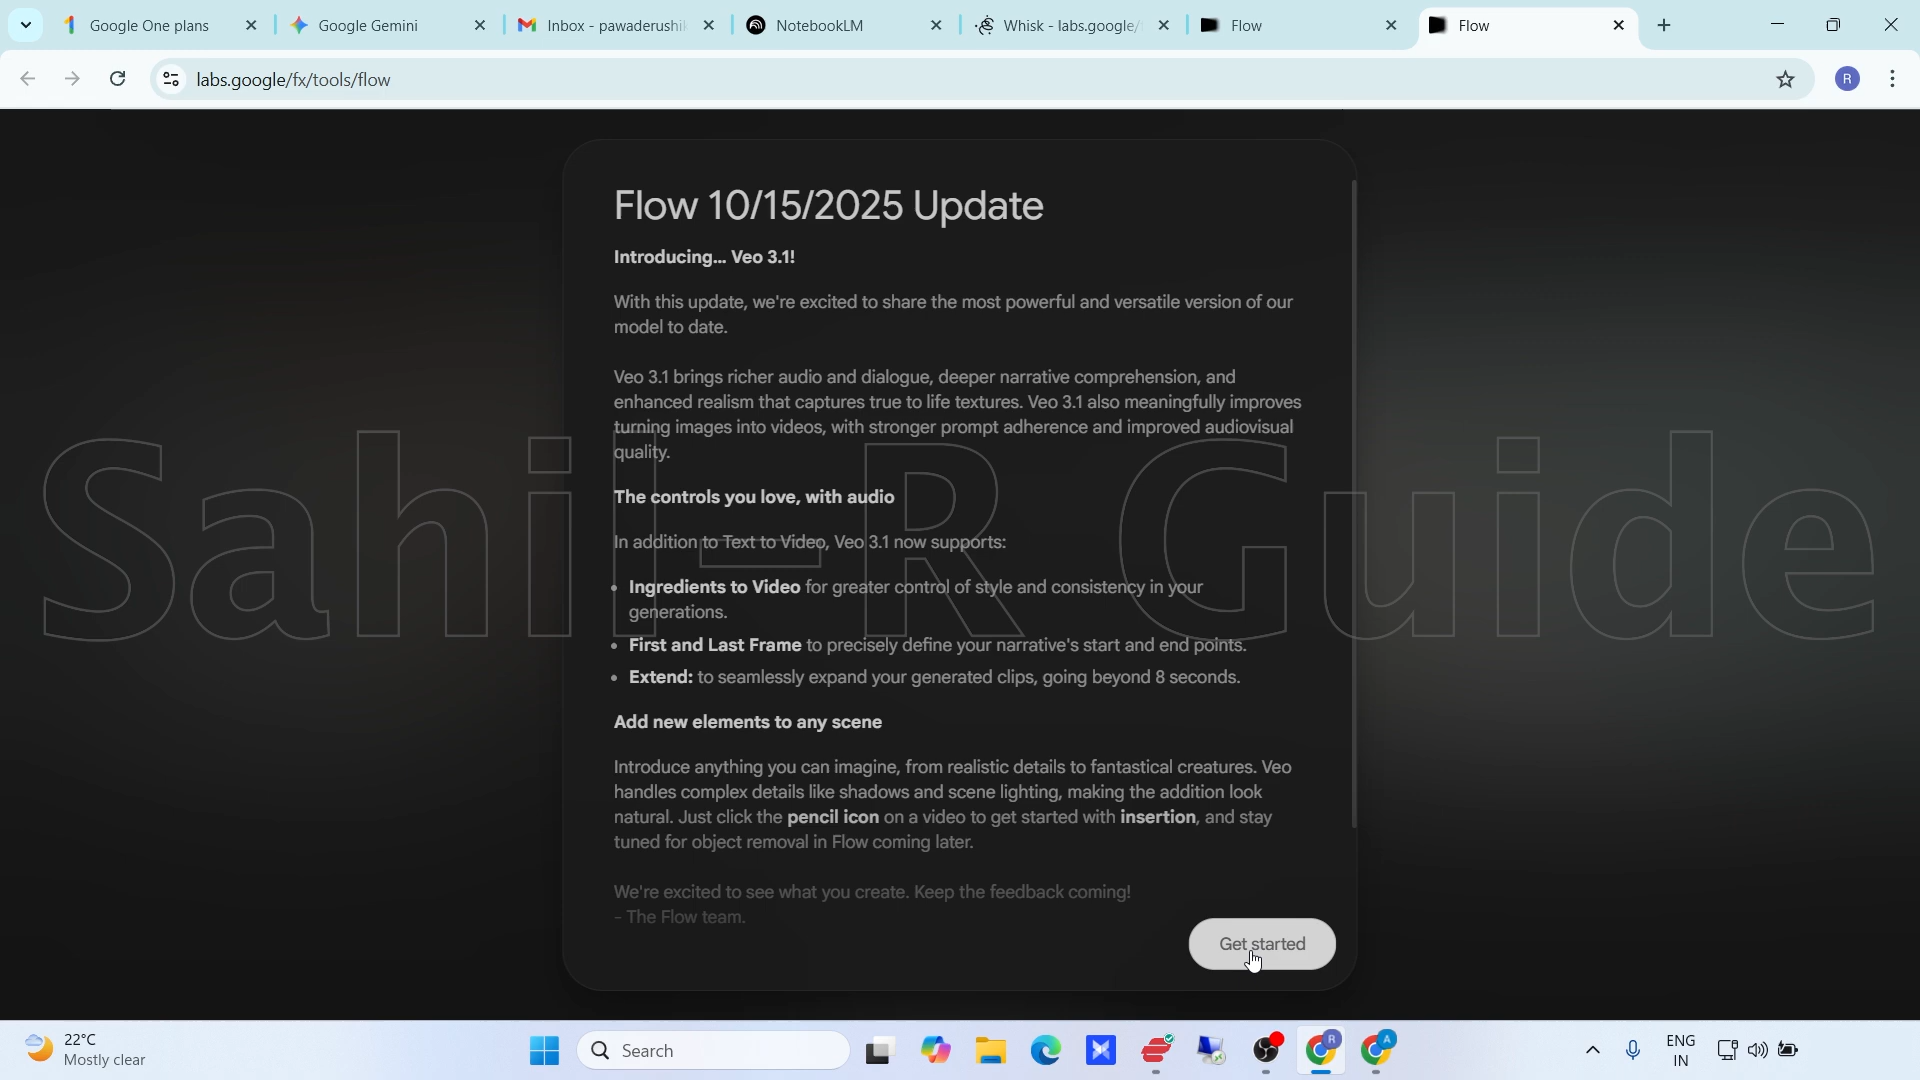 Google One plans
Google Gemini
Inbox - pawaderushik
NotebookLM
Whisk - labs.google/
Flow
Flow
labs.google/fx/tools/flow
R
Flow 10/15/2025 Update
Introducing... Veo 3.1!
With this update, we're excited to share the most powerful and versatile version of our
model to date.
Veo 3.1 brings richer audio and dialogue, deeper narrative comprehension, and
enhanced realism that captures true to life textures. Veo 3.1 also meaningfully improves
turning images into videos, with stronger prompt adherence and improved audiovisual
quality.
The controls you love, with audio
In addition to Text to Video, Veo 3.1 now supports:
• Ingredients to Video for greater control of style and consistency in your
generations.
• First and Last Frame to precisely define your narrative's start and end points.
• Extend: to seamlessly expand your generated clips, going beyond 8 seconds.
Add new elements to any scene
Introduce anything you can imagine, from realistic details to fantastical creatures. Veo
handles complex details like shadows and scene lighting, making the addition look
natural. Just click the pencil icon on a video to get started with insertion, and stay
tuned for object removal in Flow coming later.
We're excited to see what you create. Keep the feedback coming!
- The Flow team.
Get started
Sahil-R Guide
22°C
Mostly clear
Search
R
A
ENG
IN